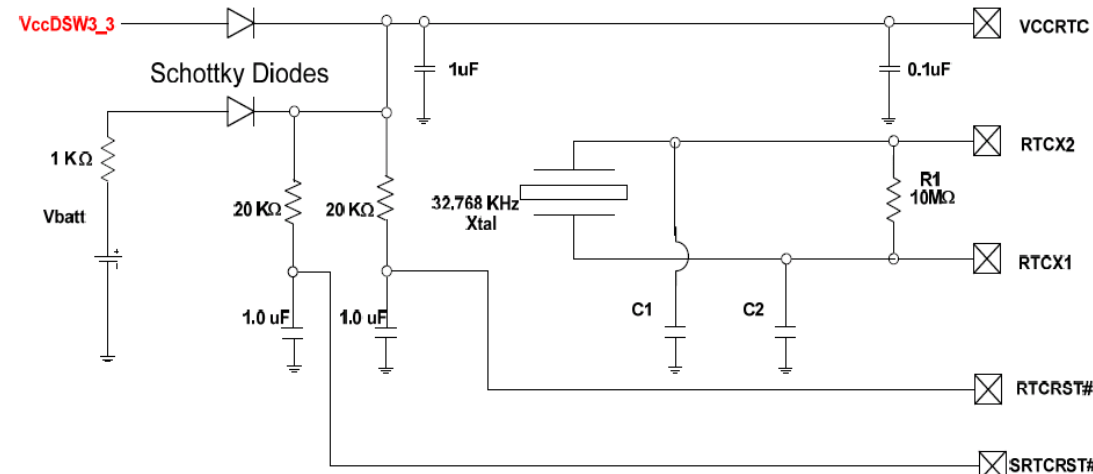 VccDSW3_3
VCCRTC
Schottky Diodes
1uF
0.1uF
1 KΩ
RTCX2
R1
10MΩ
20 KΩ
20 KΩ
32.768 KHz
Xtal
Vbatt
+
RTCX1
C1
C2
1.0 uF
1.0 uF
RTCRST#
SRTCRST#